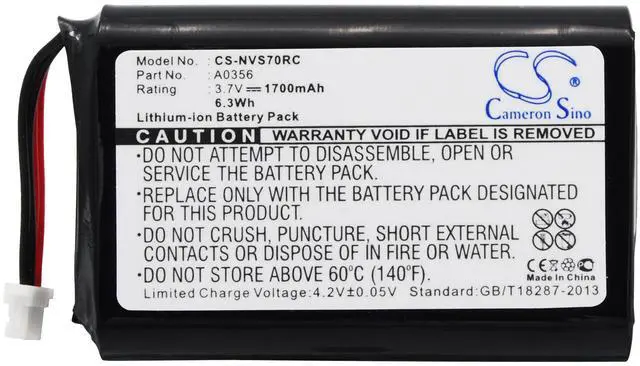 Model No. : CS-NVS70RC
Part No. : A0356
Rating : 3.7V⎓1700mAh
6.3Wh
Lithium-ion Battery Pack
CS
Cameron Sino
CAUTION WARRANTY VOID IF LABEL IS REMOVED
•DO NOT ATTEMPT TO DISASSEMBLE, OPEN OR
SERVICE THE BATTERY PACK.
•REPLACE ONLY WITH THE BATTERY PACK DESIGNATED
FOR THIS PRODUCT.
•DO NOT CRUSH, PUNCTURE, SHORT EXTERNAL
CONTACTS OR DISPOSE IN FIRE OR WATER.
•DO NOT STORE ABOVE 60°C (140°F).
CE
Made In China
Limited Charge Voltage:4.2V±0.05V Standard:GB/T18287-2013